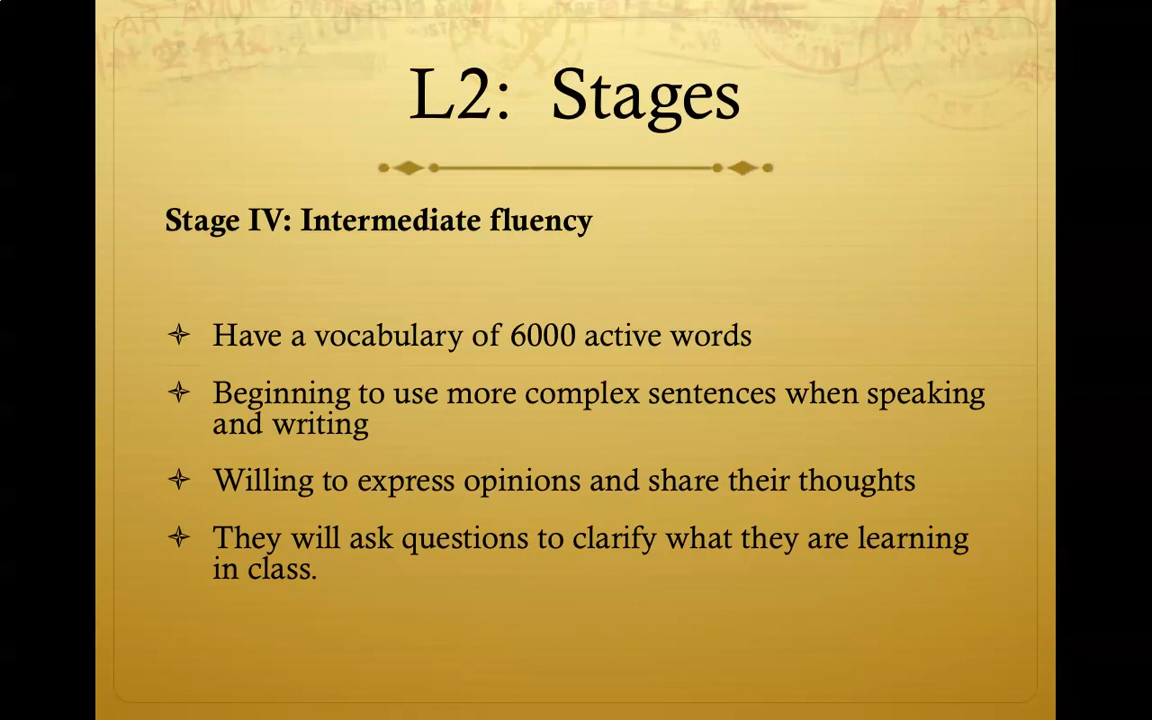 L2: Stages
Stage IV: Intermediate fluency
Have a vocabulary of 6000 active words
Beginning to use more complex sentences when speaking
and writing
Willing to express opinions and share their thoughts
They will ask questions to clarify what they are learning
in class.